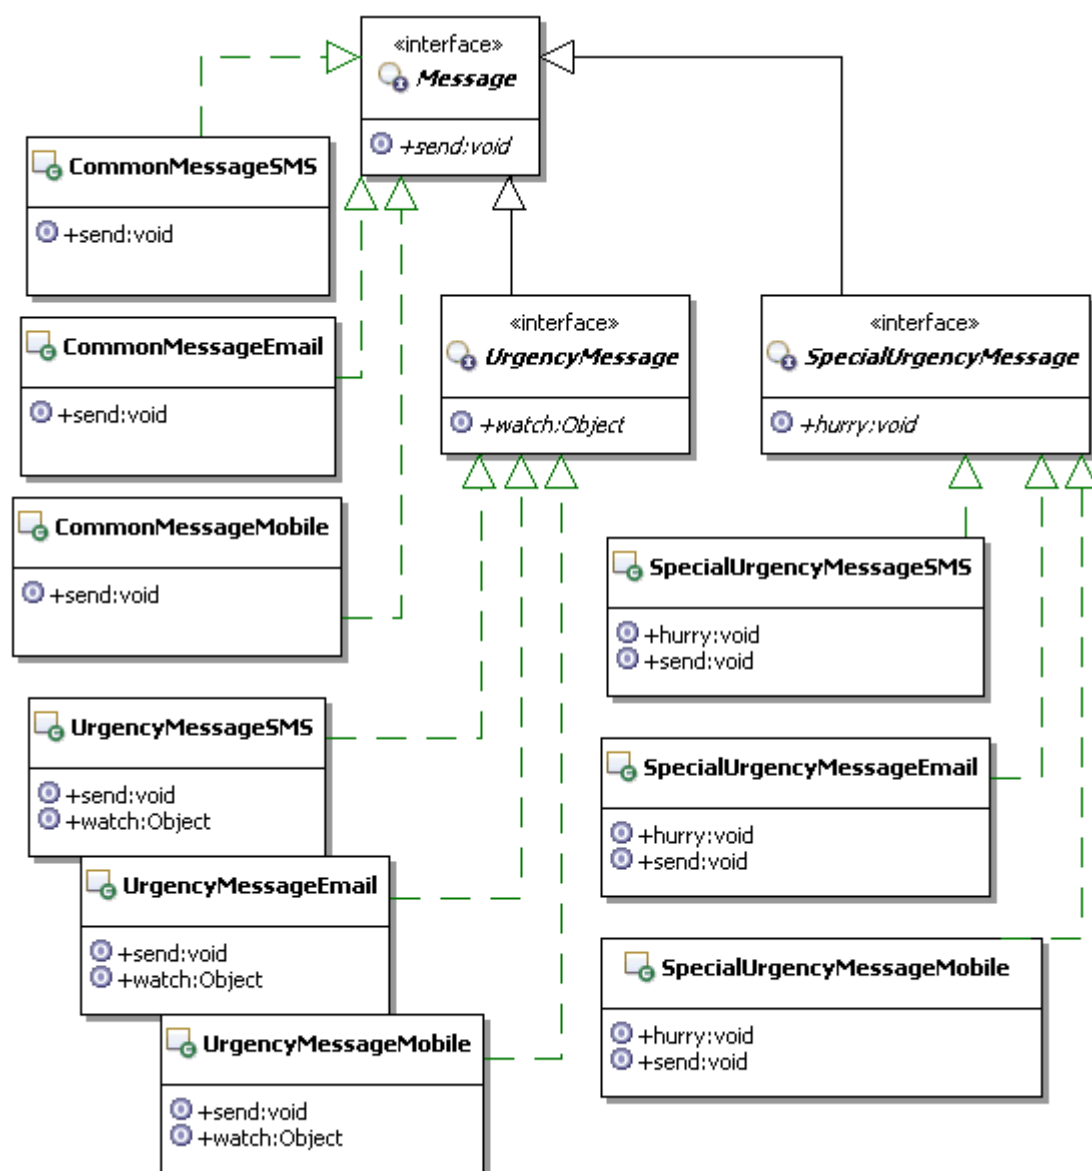 «interface»
Message
+send:void
CommonMessageSMS
+send:void
CommonMessageEmail
+send:void
CommonMessageMobile
+send:void
«interface»
UrgencyMessage
+watch:Object
«interface»
SpecialUrgencyMessage
+hurry:void
UrgencyMessageSMS
+send:void
+watch:Object
UrgencyMessageEmail
+send:void
+watch:Object
UrgencyMessageMobile
+send:void
+watch:Object
SpecialUrgencyMessageSMS
+hurry:void
+send:void
SpecialUrgencyMessageEmail
+hurry:void
+send:void
SpecialUrgencyMessageMobile
+hurry:void
+send:void